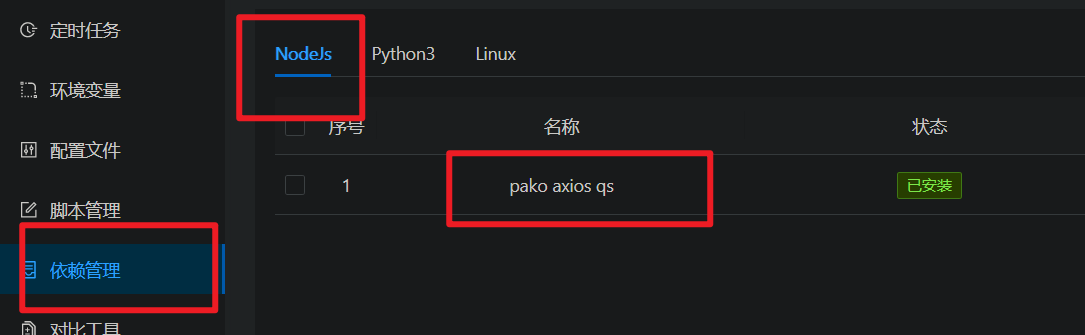 定时任务
环境变量
配置文件
脚本管理
依赖管理
对比工具
NodeJs Python3 Linux
序号 名称 状态
1 pako axios qs 已安装